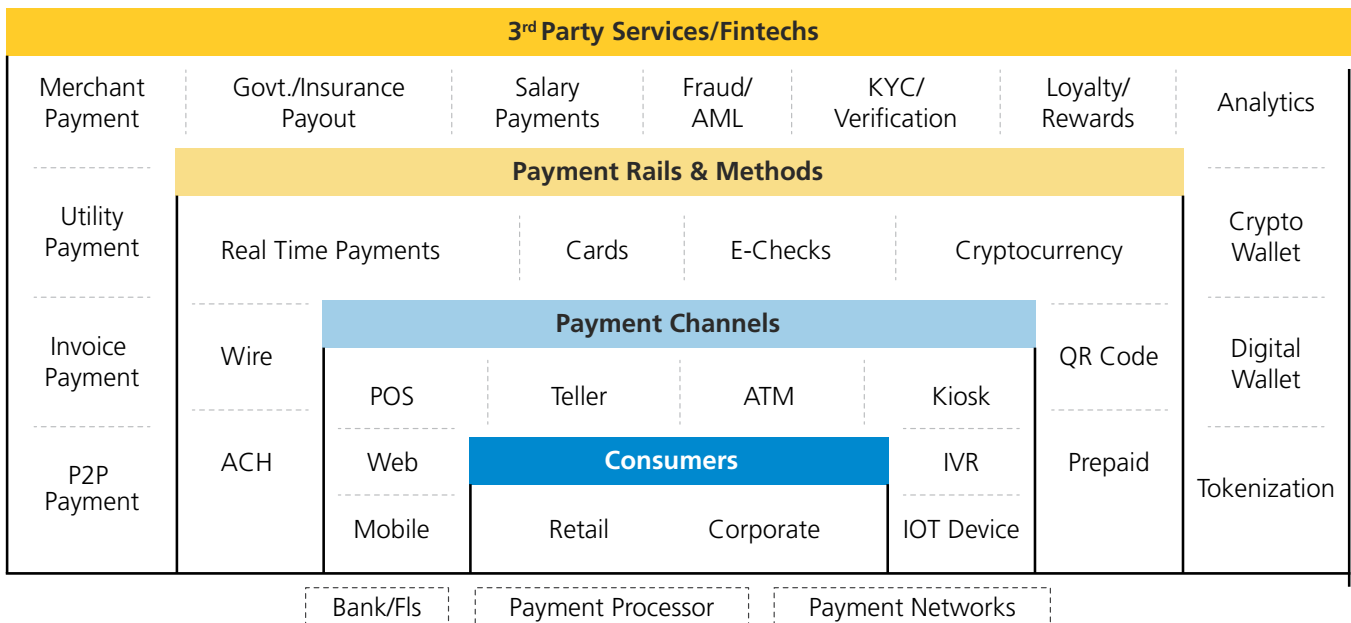 3rd Party Services/Fintechs
Merchant
Payment
Govt./Insurance
Payout
Salary
Payments
Fraud/
AML
KYC/
Verification
Loyalty/
Rewards
Analytics
Payment Rails & Methods
Utility
Payment
Real Time Payments
Cards
E-Checks
Cryptocurrency
Crypto
Wallet
Payment Channels
Invoice
Payment
Wire
QR Code
Digital
Wallet
POS
Teller
ATM
Kiosk
P2P
Payment
ACH
Web
Consumers
IVR
Prepaid
Tokenization
Mobile
Retail
Corporate
IOT Device
Bank/FIs
Payment Processor
Payment Networks